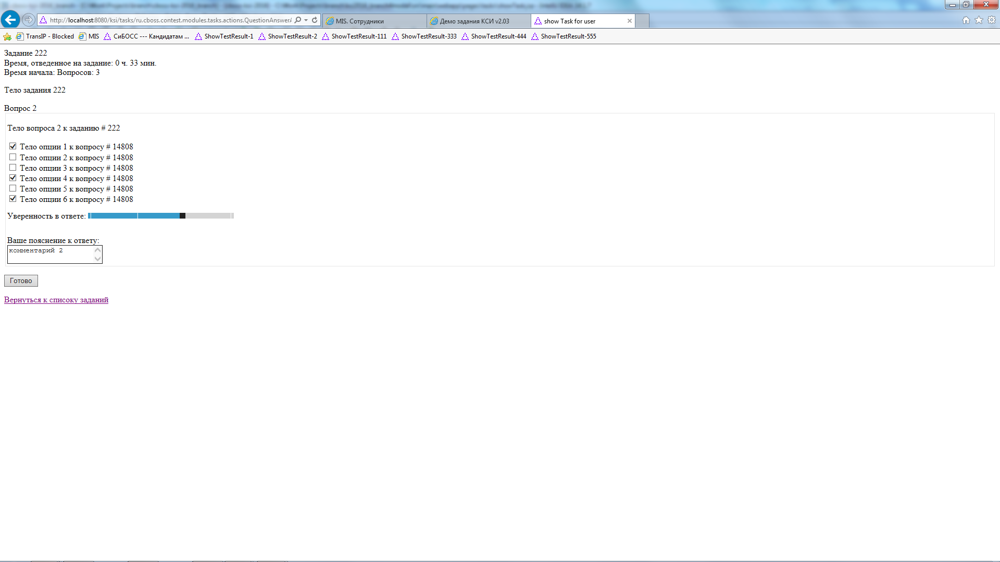 http://localhost:8080/ksi/tasks/ru.cboss.contest.modules.tasks.actions.QuestionAnswerA
MIS. Сотрудники
Демо задания КСИ v2.03
show Task for user
TransIP - Blocked
MIS
СиБОСС --- Кандидатам ...
ShowTestResult-1
ShowTestResult-2
ShowTestResult-111
ShowTestResult-333
ShowTestResult-444
ShowTestResult-555
Задание 222
Время, отведенное на задание: 0 ч. 33 мин.
Время начала: Вопросов: 3
Тело задания 222
Вопрос 2
Тело вопроса 2 к заданию # 222
Тело опции 1 к вопросу # 14808
Тело опции 2 к вопросу # 14808
Тело опции 3 к вопросу # 14808
Тело опции 4 к вопросу # 14808
Тело опции 5 к вопросу # 14808
Тело опции 6 к вопросу # 14808
Уверенность в ответе:
Ваше пояснение к ответу:
комментарий 2
Готово
Вернуться к списоку заданий